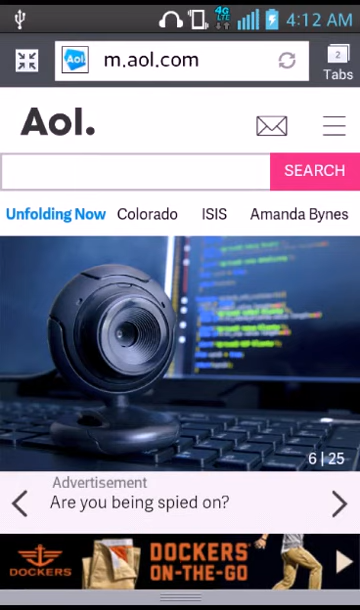 4G LTE 4:12 AM
Aol. m.aol.com 2
Tabs
Aol.
SEARCH
Unfolding Now Colorado ISIS Amanda Bynes
6|25
Advertisement
Are you being spied on?
DOCKERS
DOCKERS
ON-THE-GO